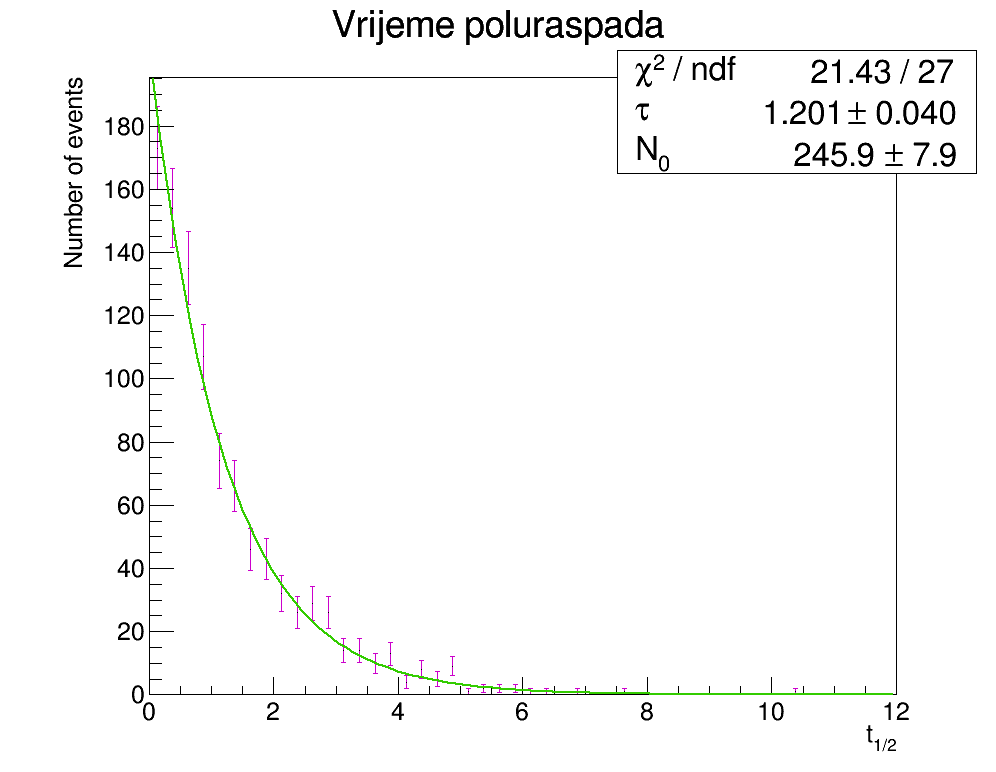 Vrijeme poluraspada
χ² / ndf 21.43 / 27
τ 1.201 ± 0.040
N₀ 245.9 ± 7.9
Number of events
180
160
140
120
100
80
60
40
20
0
0 2 4 6 8 10 12
t₁/₂